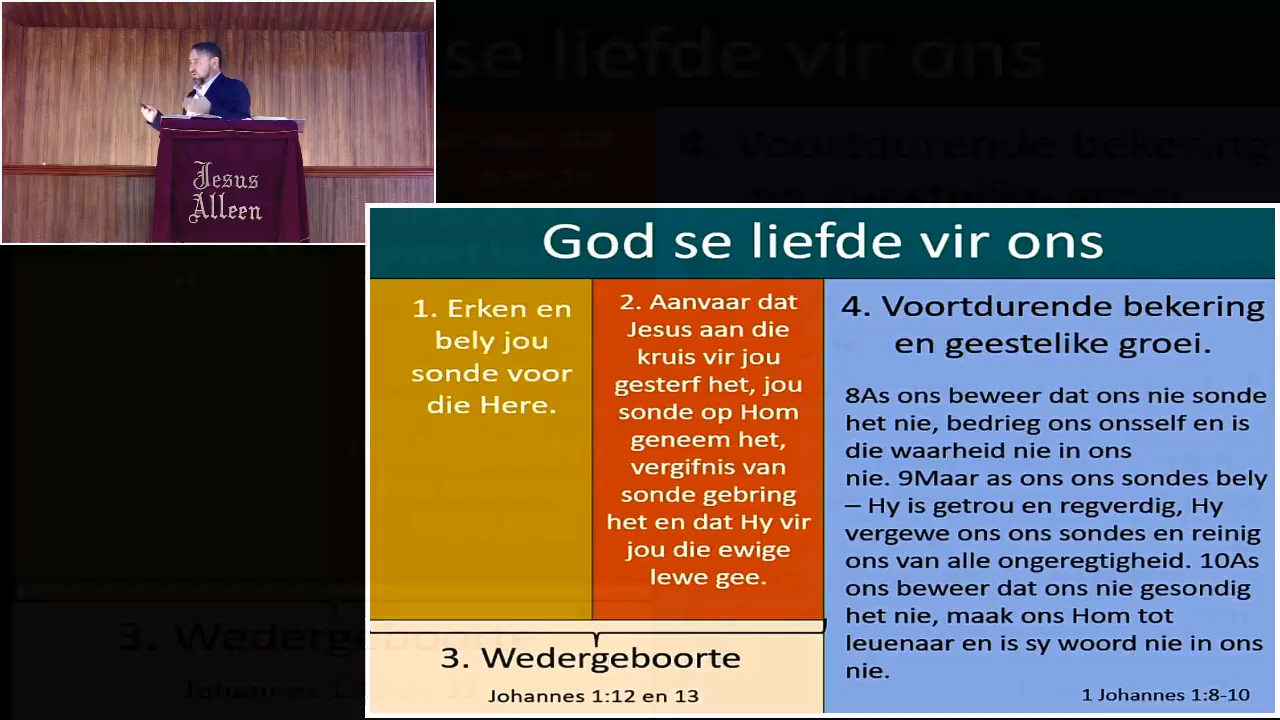 se liefde vir ons
4. Voortdurende bekering
Jesus
Alleen
God se liefde vir ons
1. Erken en
bely jou
sonde voor
die Here.
2. Aanvaar dat
Jesus aan die
kruis vir jou
gesterf het, jou
sonde op Hom
geneem het,
vergifnis van
sonde gebring
het en dat Hy vir
jou die ewige
lewe gee.
3. Wedergeboorte
Johannes 1:12 en 13
4. Voortdurende bekering
en geestelike groei.
8As ons beweer dat ons nie sonde
het nie, bedrieg ons onsself en is
die waarheid nie in ons
nie. 9Maar as ons ons sondes bely
– Hy is getrou en regverdig, Hy
vergewe ons ons sondes en reinig
ons van alle ongeregtigheid. 10As
ons beweer dat ons nie gesondig
het nie, maak ons Hom tot
leuenaar en is sy woord nie in ons
nie.
1 Johannes 1:8-10
3. Wedergeboorte